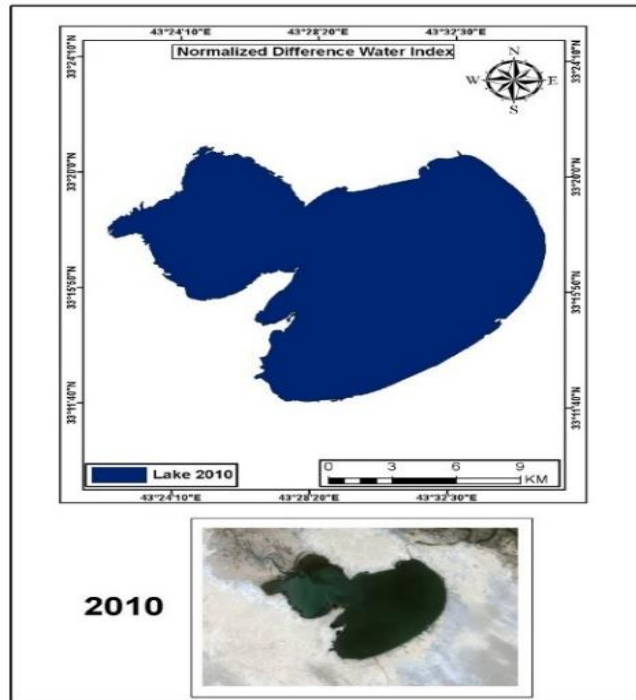 43°24'10"E 43°28'20"E 43°32'30"E
Normalized Difference Water Index
N
W E
S
33°24'10"N 33°24'10"N
33°20'0"N 33°20'0"N
33°15'50"N 33°15'50"N
33°11'40"N 33°11'40"N
Lake 2010
0 3 6 9
KM
43°24'10"E 43°28'20"E 43°32'30"E
2010